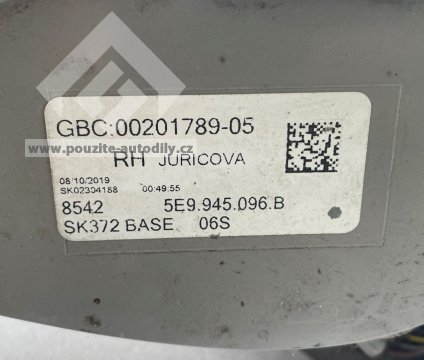 GBC:00201789-05
www.pouzite-autodily.cz
RH JURICOVA
08/10/2019
SK02304188 00:49:55
8542 5E9.945.096.B
SK372 BASE 06S